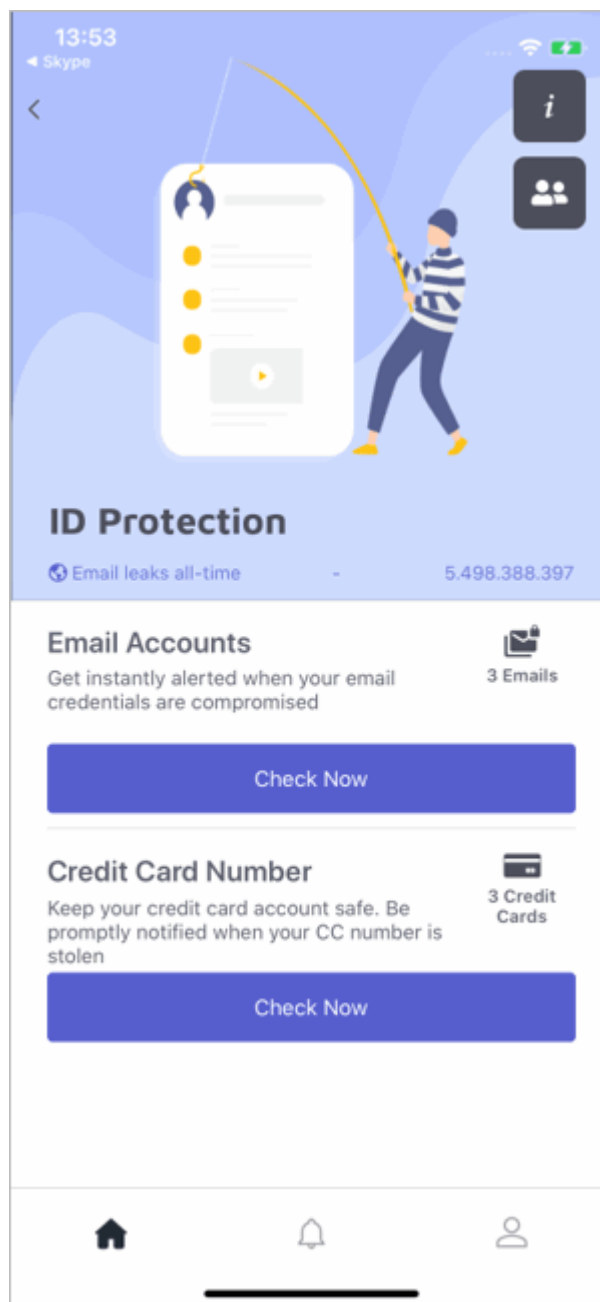 13:53
◀ Skype
i
ID Protection
Email leaks all-time - 5.498.388.397
Email Accounts
3 Emails
Get instantly alerted when your email
credentials are compromised
Check Now
Credit Card Number
3 Credit
Cards
Keep your credit card account safe. Be
promptly notified when your CC number is
stolen
Check Now